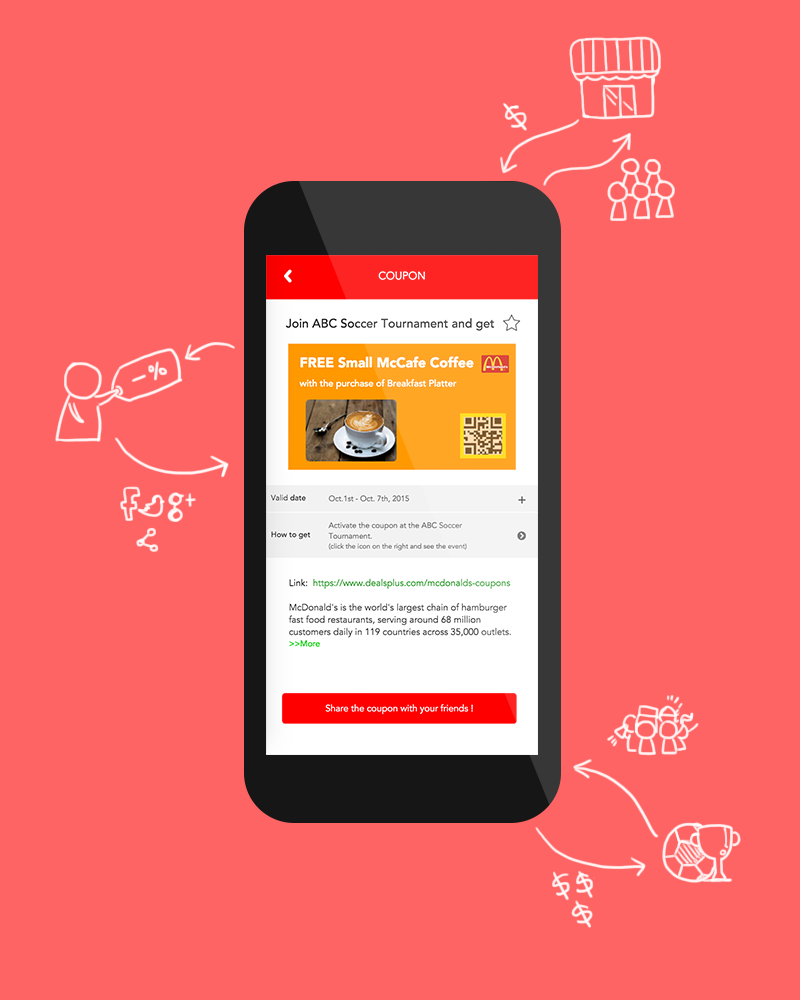 $
COUPON
Join ABC Soccer Tournament and get
FREE Small McCafe Coffee
with the purchase of Breakfast Platter
- %
Valid date Oct.1st - Oct. 7th, 2015 +
How to get Activate the coupon at the ABC Soccer
Tournament.
(click the icon on the right and see the event)
f g+
Link: https://www.dealsplus.com/mcdonalds-coupons
McDonald's is the world's largest chain of hamburger
fast food restaurants, serving around 68 million
customers daily in 119 countries across 35,000 outlets.
>>More
Share the coupon with your friends !
$ $
$